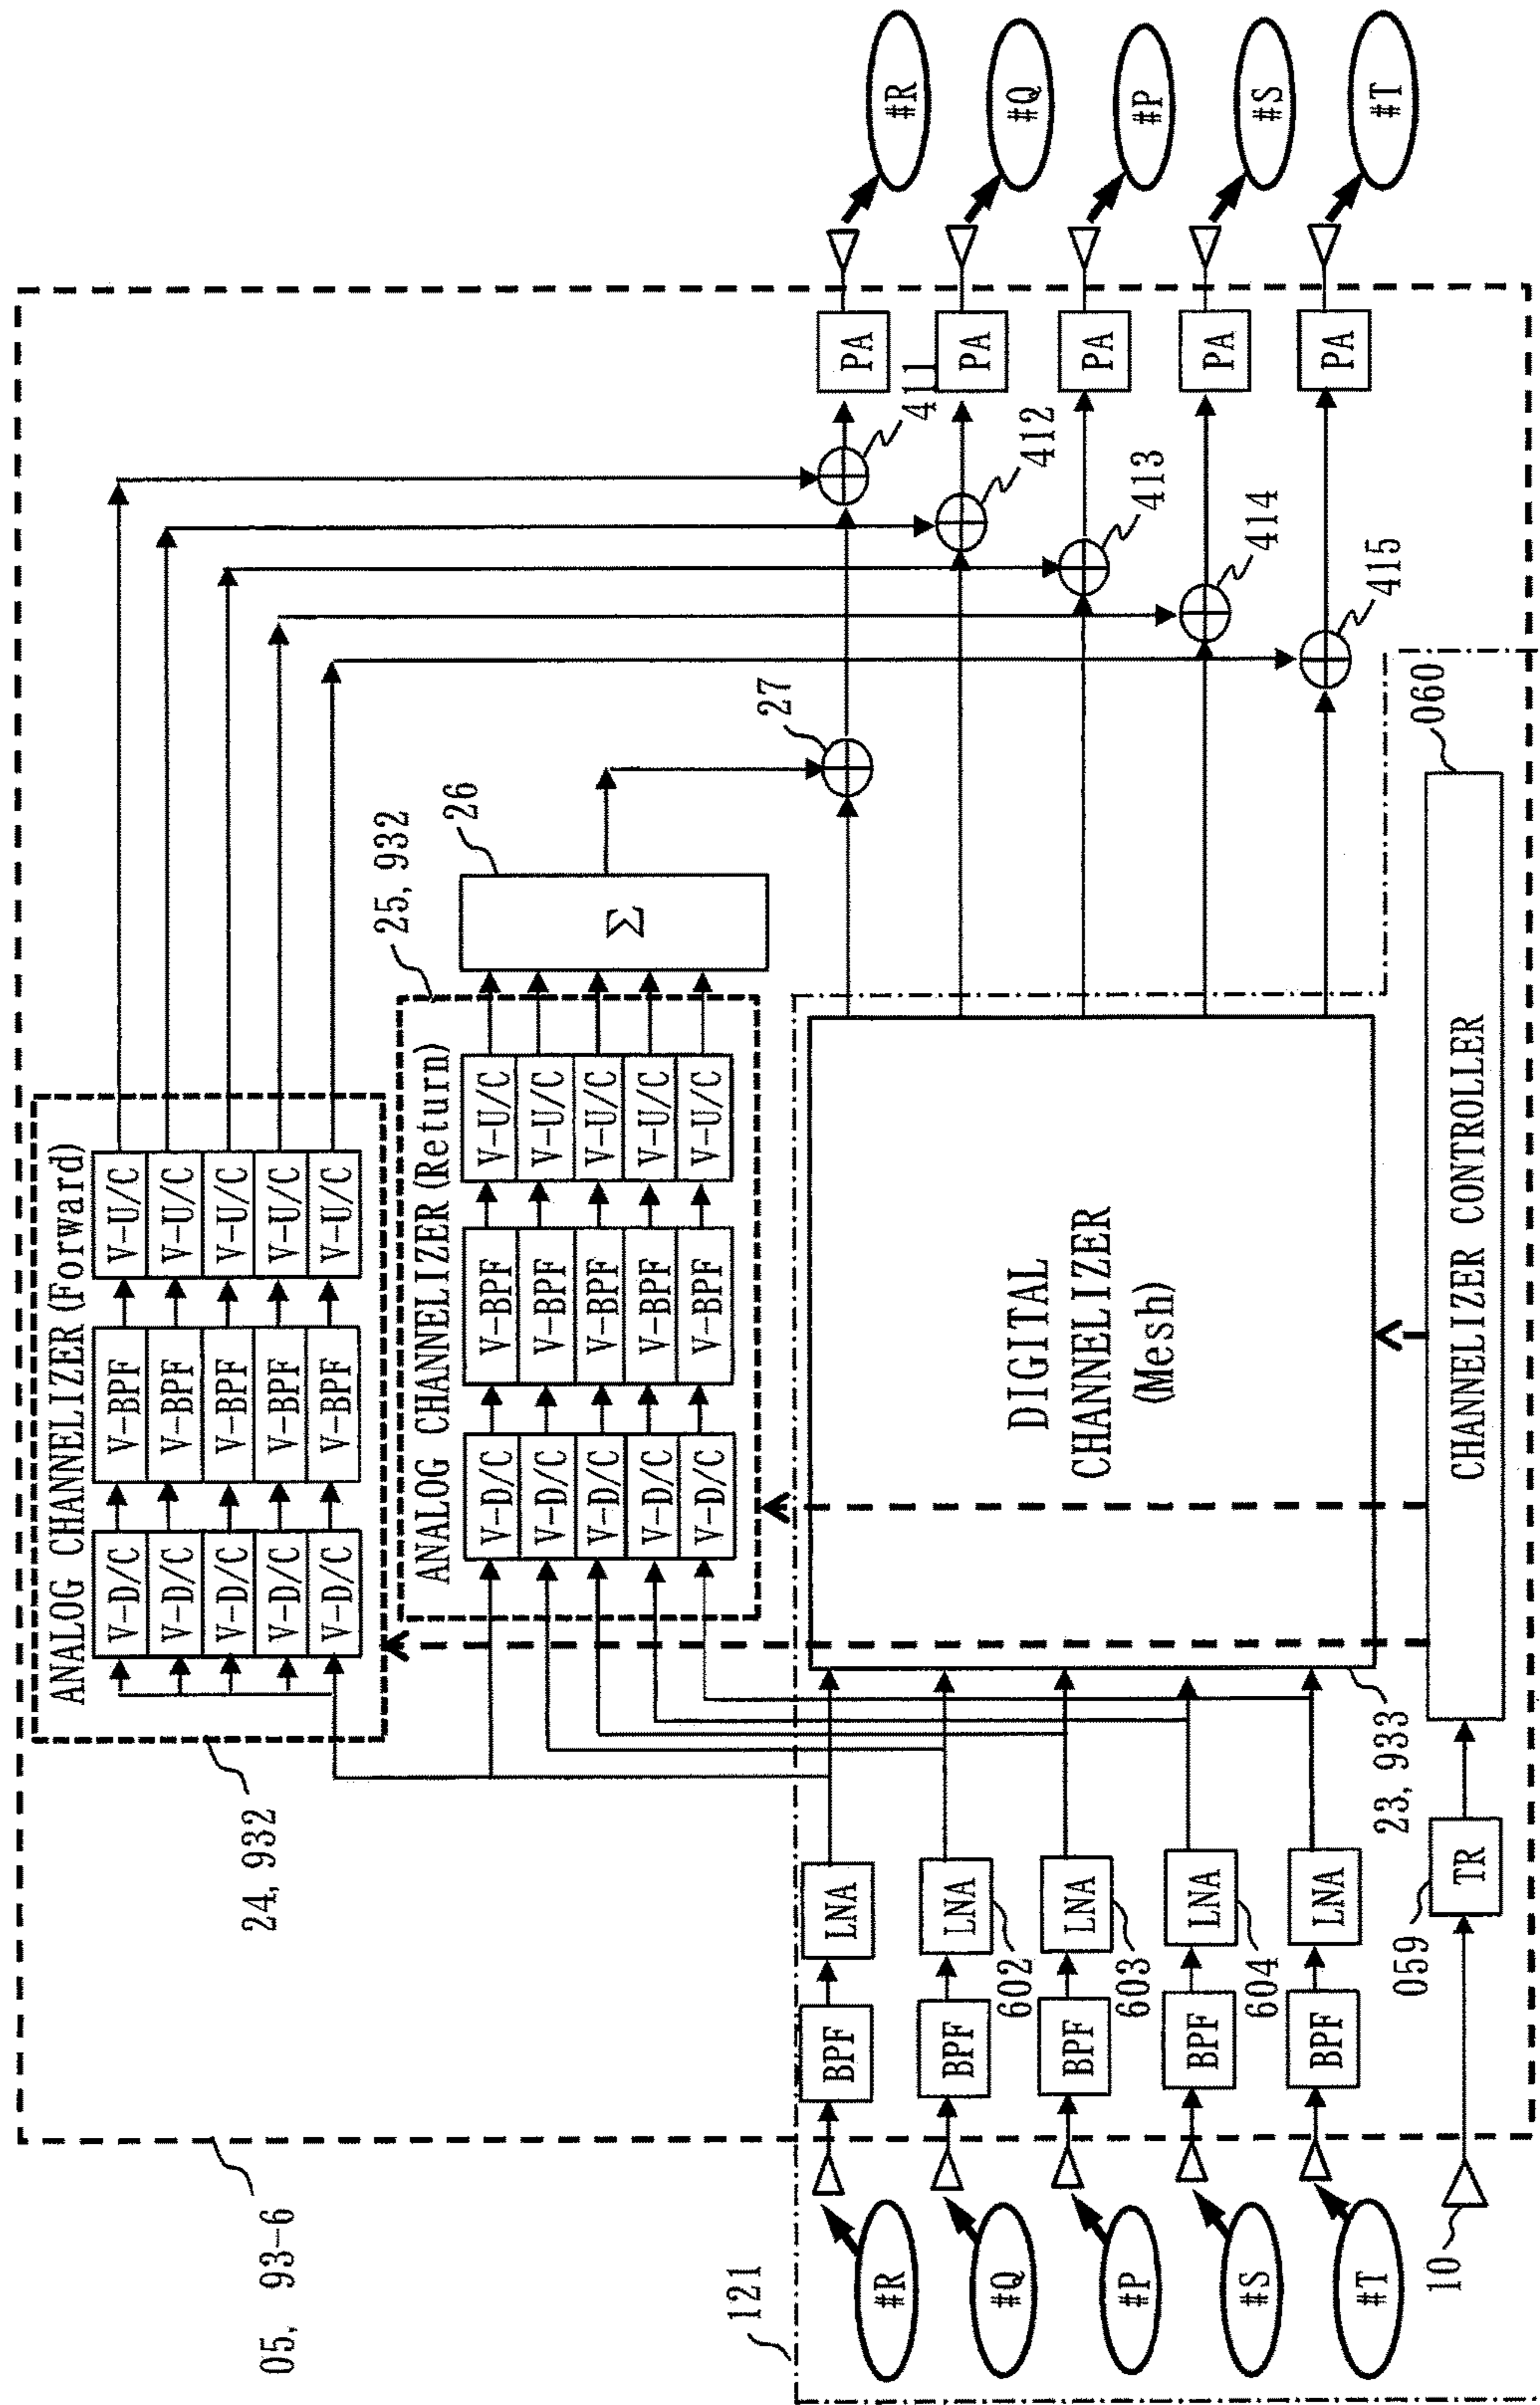 05, 93-6
24, 932
ANALOG CHANNELIZER(Forward)
V-D/C V-BPF V-U/C
V-D/C V-BPF V-U/C
V-D/C V-BPF V-U/C
V-D/C V-BPF V-U/C
V-D/C V-BPF V-U/C
25, 932
ANALOG CHANNELIZER(Return)
V-D/C V-BPF V-U/C
V-D/C V-BPF V-U/C
V-D/C V-BPF V-U/C
V-D/C V-BPF V-U/C
V-D/C V-BPF V-U/C
26
Σ
27
121
#R BPF LNA
#Q BPF LNA
602
#P BPF LNA
603
#S BPF LNA
604
#T BPF LNA
DIGITAL
CHANNELIZER
(Mesh)
23, 933
411
PA #R
412
PA #Q
413
PA #P
414
PA #S
415
PA #T
10
059
TR
060
CHANNELIZER CONTROLLER